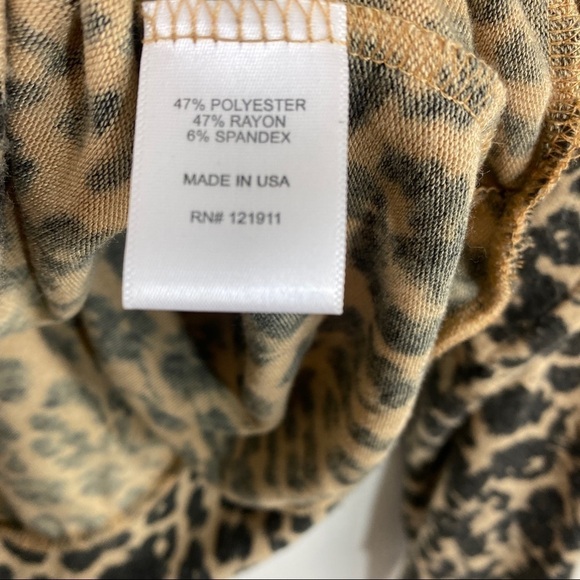 47% POLYESTER
47% RAYON
6% SPANDEX
MADE IN USA
RN# 121911